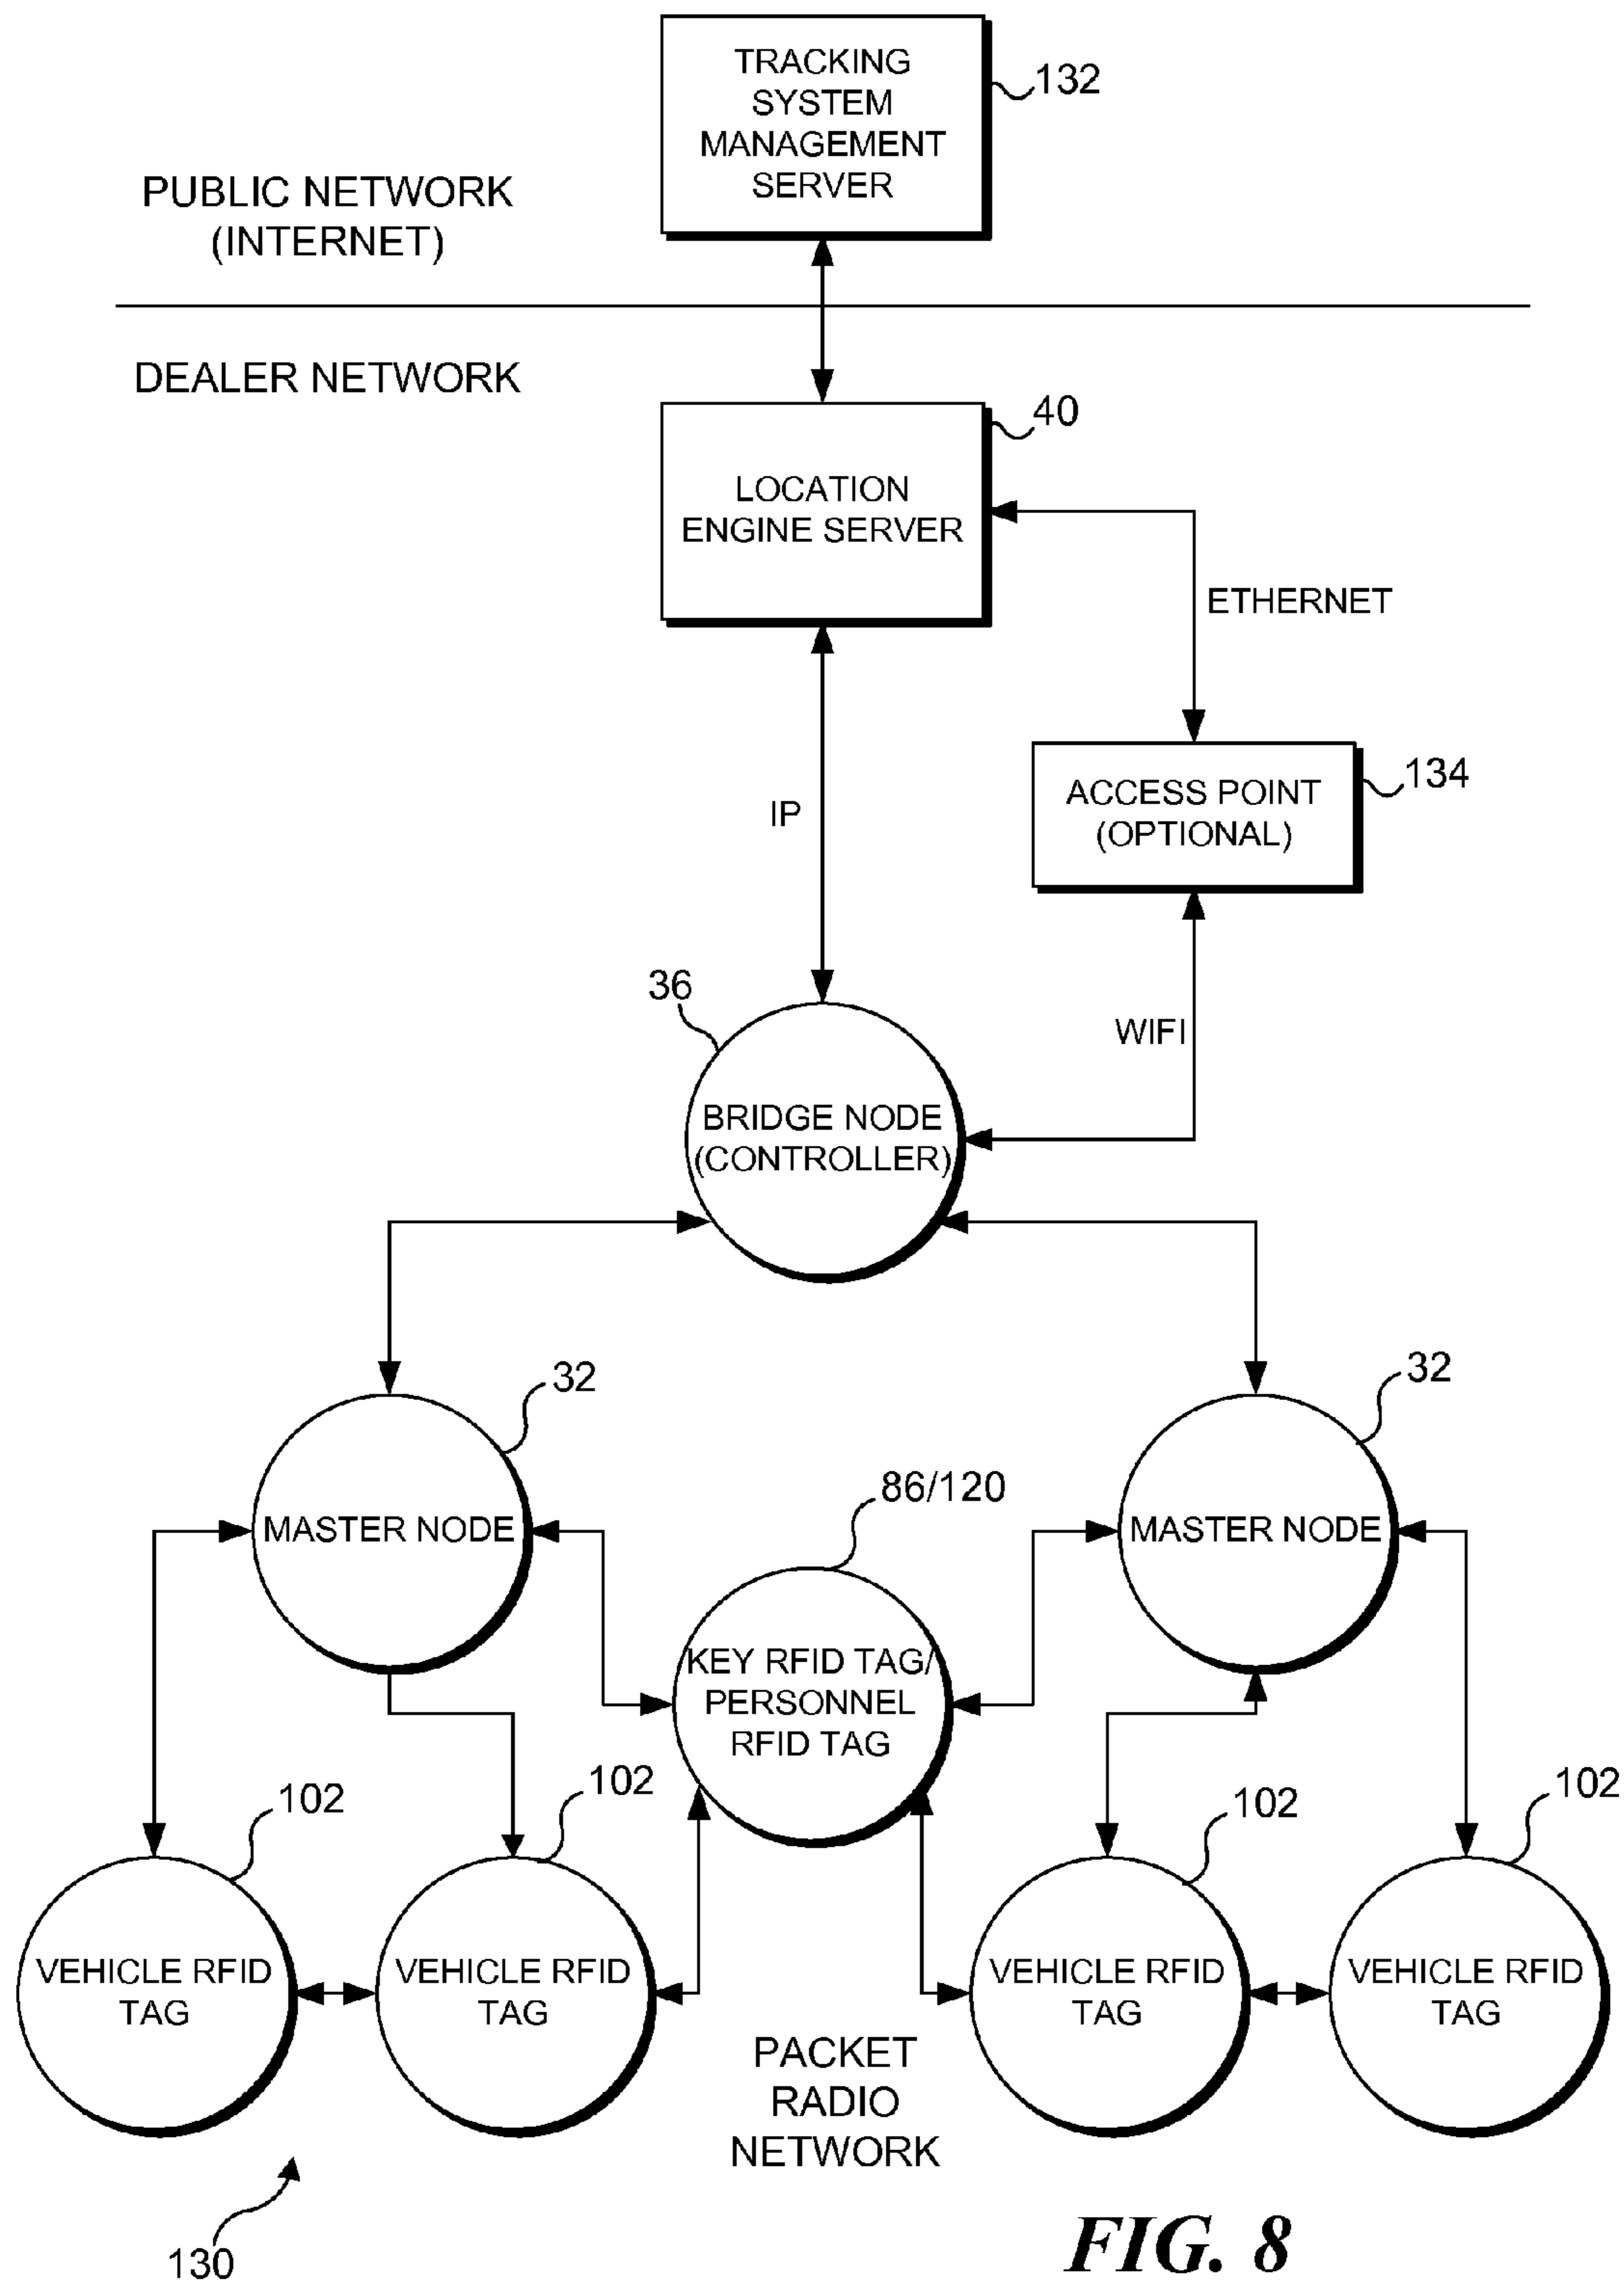 TRACKING
SYSTEM
MANAGEMENT
SERVER
132
PUBLIC NETWORK
(INTERNET)
DEALER NETWORK
40
LOCATION
ENGINE SERVER
ETHERNET
134
ACCESS POINT
(OPTIONAL)
IP
36
WIFI
BRIDGE NODE
(CONTROLLER)
32
32
86/120
MASTER NODE
MASTER NODE
KEY RFID TAG/
PERSONNEL
RFID TAG
102
102
102
102
VEHICLE RFID
TAG
VEHICLE RFID
TAG
VEHICLE RFID
TAG
VEHICLE RFID
TAG
PACKET
RADIO
NETWORK
130
FIG. 8